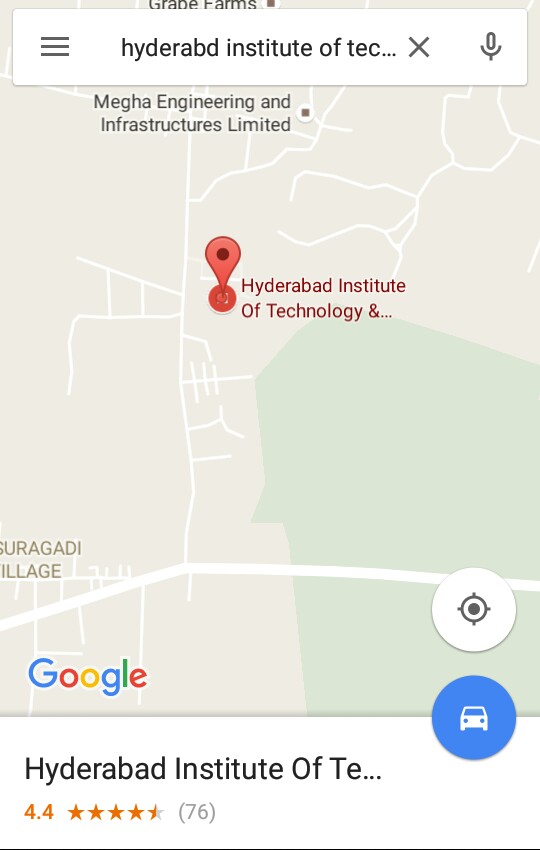 Grape Farms
hyderabd institute of tec...
Megha Engineering and
Infrastructures Limited
Hyderabad Institute
Of Technology &...
SURAGADI
ILLAGE
Google
Hyderabad Institute Of Te...
4.4 (76)